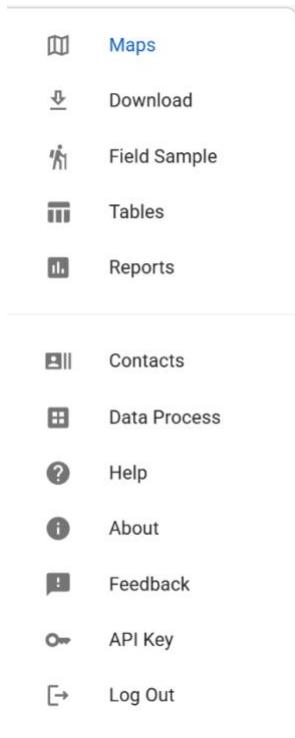 Maps
Download
Field Sample
Tables
Reports
Contacts
Data Process
Help
About
Feedback
API Key
Log Out